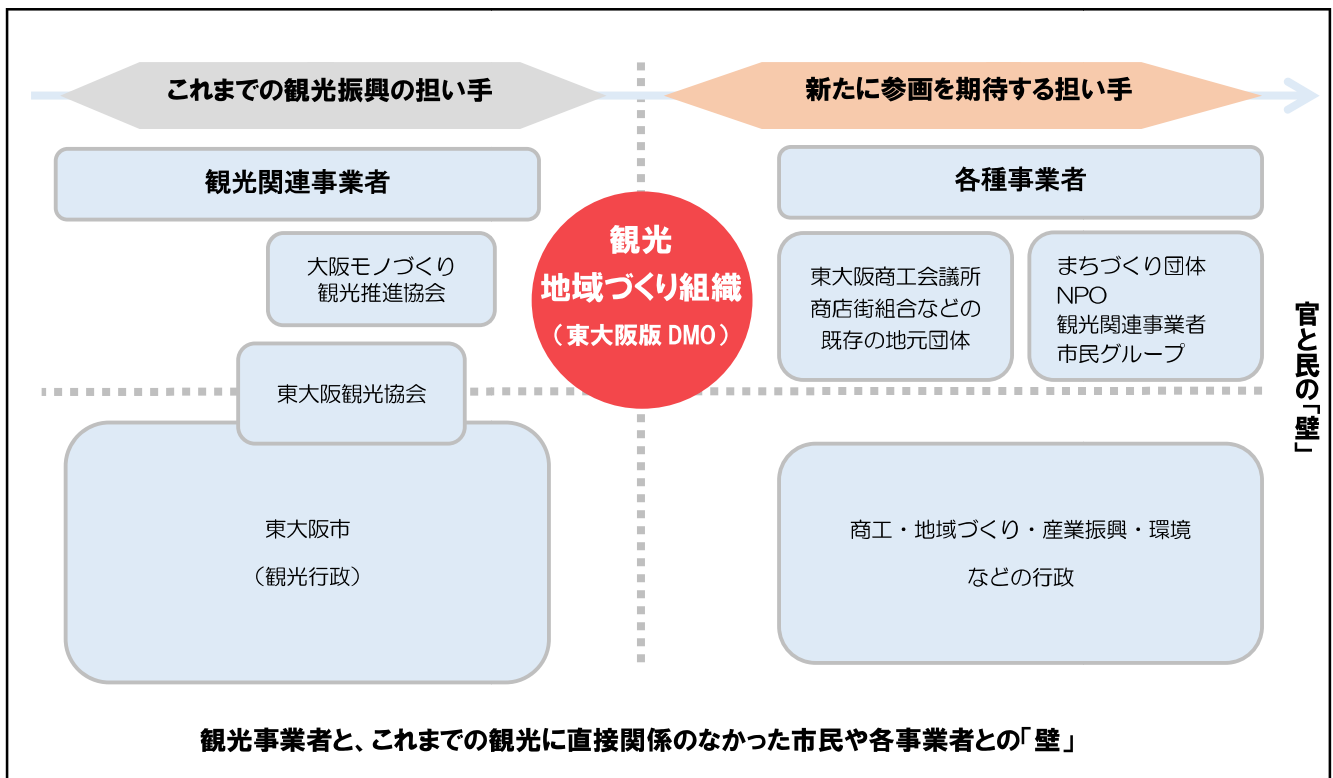 これまでの観光振興の担い手
新たに参画を期待する担い手
観光関連事業者
各種事業者
大阪モノづくり
観光推進協会
観光
地域づくり組織
（東大阪版 DMO）
東大阪商工会議所
商店街組合などの
既存の地元団体
まちづくり団体
NPO
観光関連事業者
市民グループ
官と民の「壁」
東大阪観光協会
東大阪市
（観光行政）
商工・地域づくり・産業振興・環境
などの行政
観光事業者と、これまでの観光に直接関係のなかった市民や各事業者との「壁」